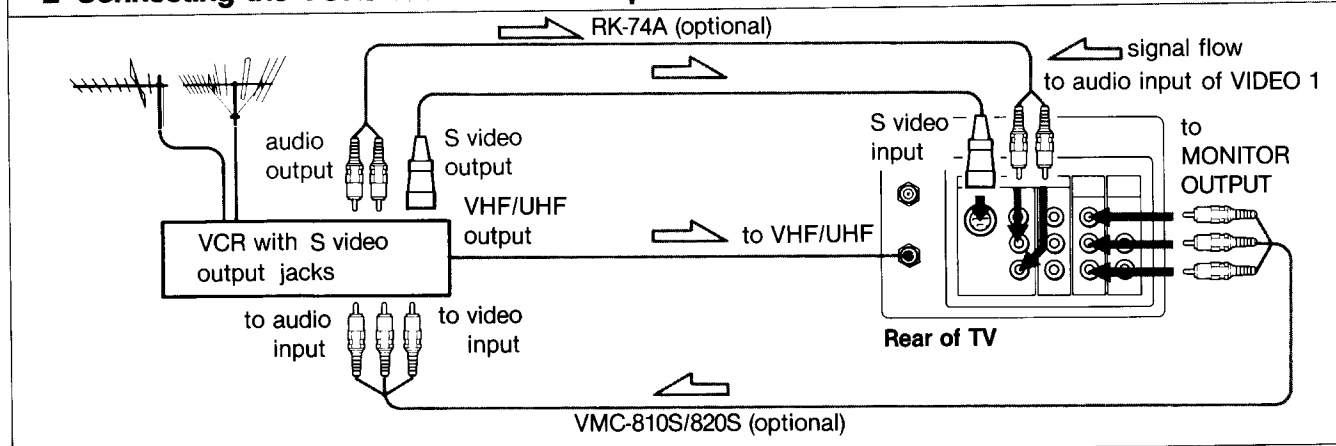 RK-74A (optional)
signal flow
to audio input of VIDEO 1
audio
output
S video
output
S video
input
to
MONITOR
OUTPUT
VHF/UHF
output
to VHF/UHF
VCR with S video
output jacks
to audio
input
to video
input
Rear of TV
VMC-810S/820S (optional)